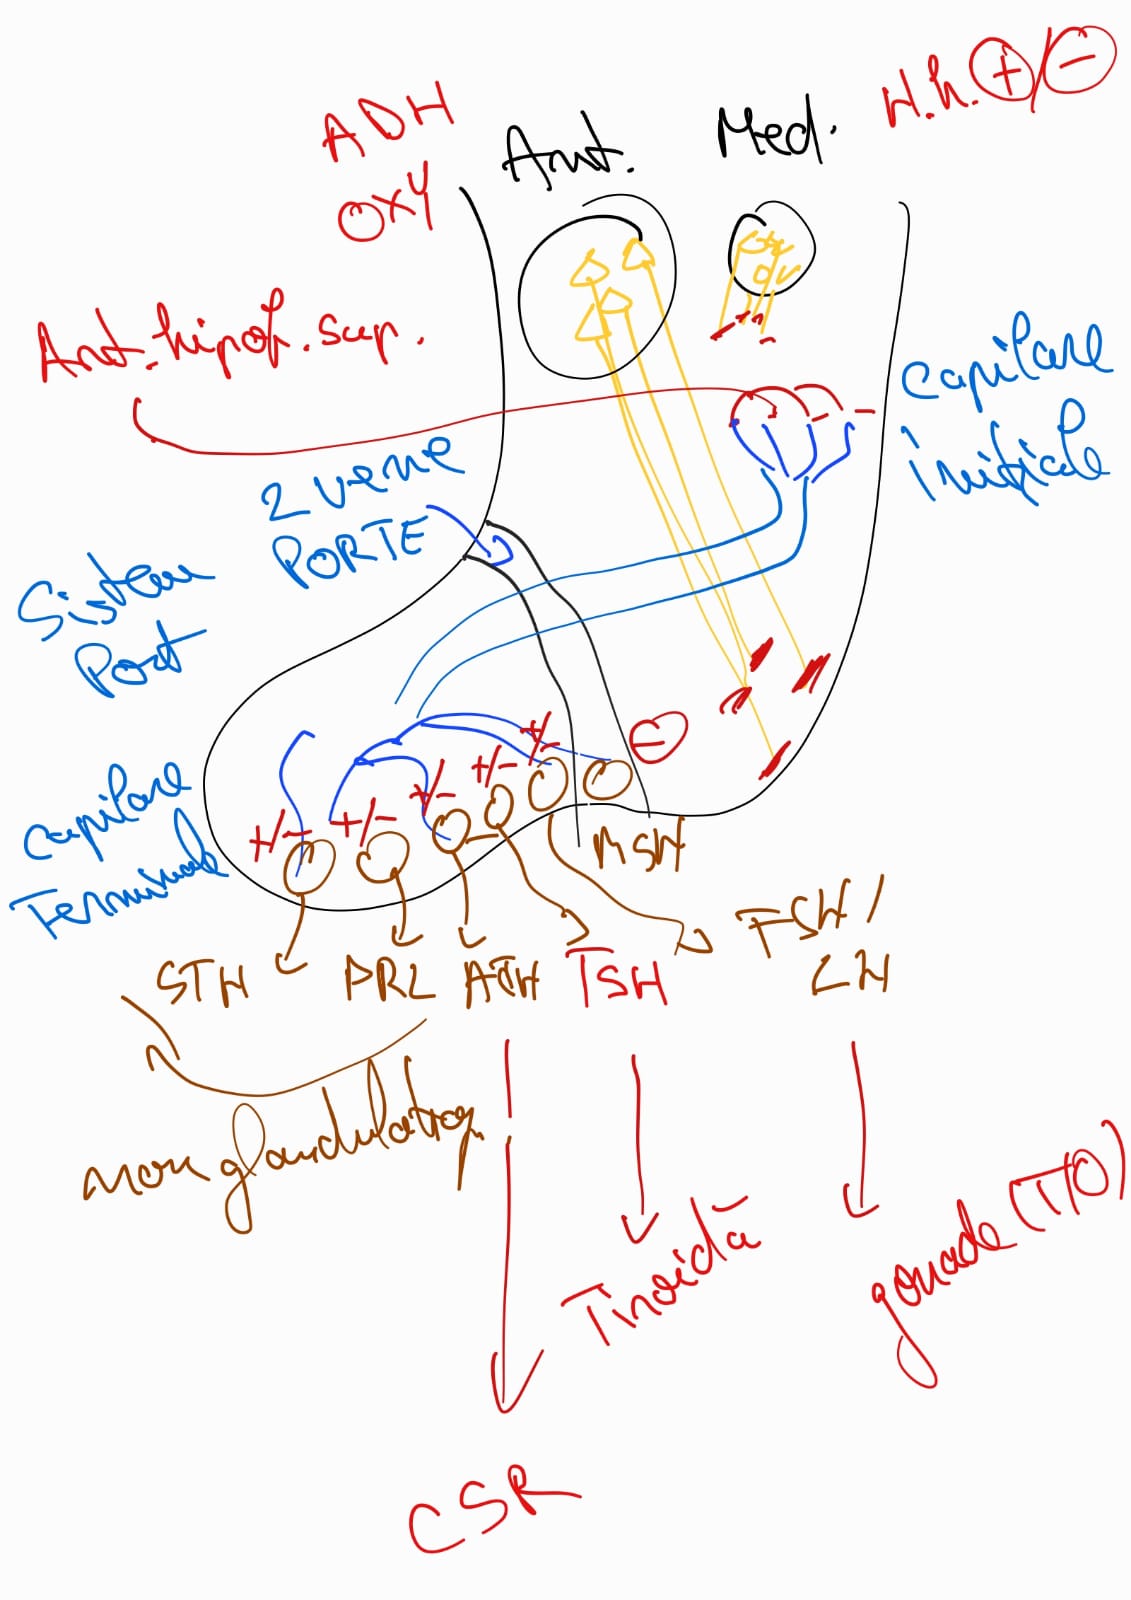 ADH
OXY
Ant.
Med.
H.h. + / -
Art. hipof. sup.
Capilare
Inițiale
2 vene
PORTE
Sistem
Port
Capilare
Terminale
+/- +/- +/- +/- +/- -
MSH
STH PRL ACTH TSH FSH /
LH
non glandulotrop
Tiroidă
gonade (T/O)
CSR